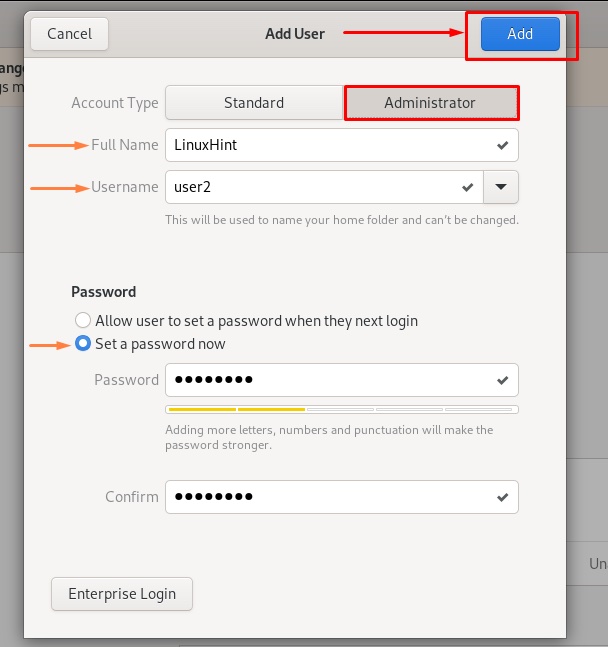 Cancel Add User Add
ang
gs m
Account Type Standard Administrator
Full Name LinuxHint
Username user2
This will be used to name your home folder and can't be changed.
Password
Allow user to set a password when they next login
Set a password now
Password ●●●●●●●●
Adding more letters, numbers and punctuation will make the
password stronger.
Confirm ●●●●●●●●
Una
Enterprise Login